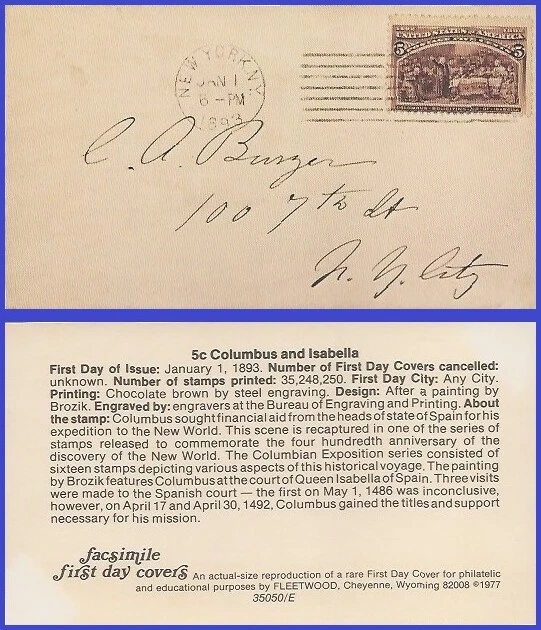 1492 1892
UNITED STATES OF AMERICA
5 5
NEW YORK, N.Y.
JAN 1
6-PM
1893
C. A. Burger
100 7th St
N. Y. City
5c Columbus and Isabella
First Day of Issue: January 1, 1893. Number of First Day Covers cancelled:
unknown. Number of stamps printed: 35,248,250. First Day City: Any City.
Printing: Chocolate brown by steel engraving. Design: After a painting by
Brozik. Engraved by: engravers at the Bureau of Engraving and Printing. About
the stamp: Columbus sought financial aid from the heads of state of Spain for his
expedition to the New World. This scene is recaptured in one of the series of
stamps released to commemorate the four hundredth anniversary of the
discovery of the New World. The Columbian Exposition series consisted of
sixteen stamps depicting various aspects of this historical voyage. The painting
by Brozik features Columbus at the court of Queen Isabella of Spain. Three visits
were made to the Spanish court — the first on May 1, 1486 was inconclusive,
however, on April 17 and April 30, 1492, Columbus gained the titles and support
necessary for his mission.
facsimile
first day covers An actual-size reproduction of a rare First Day Cover for philatelic
and educational purposes by FLEETWOOD, Cheyenne, Wyoming 82008 ©1977
35050/E